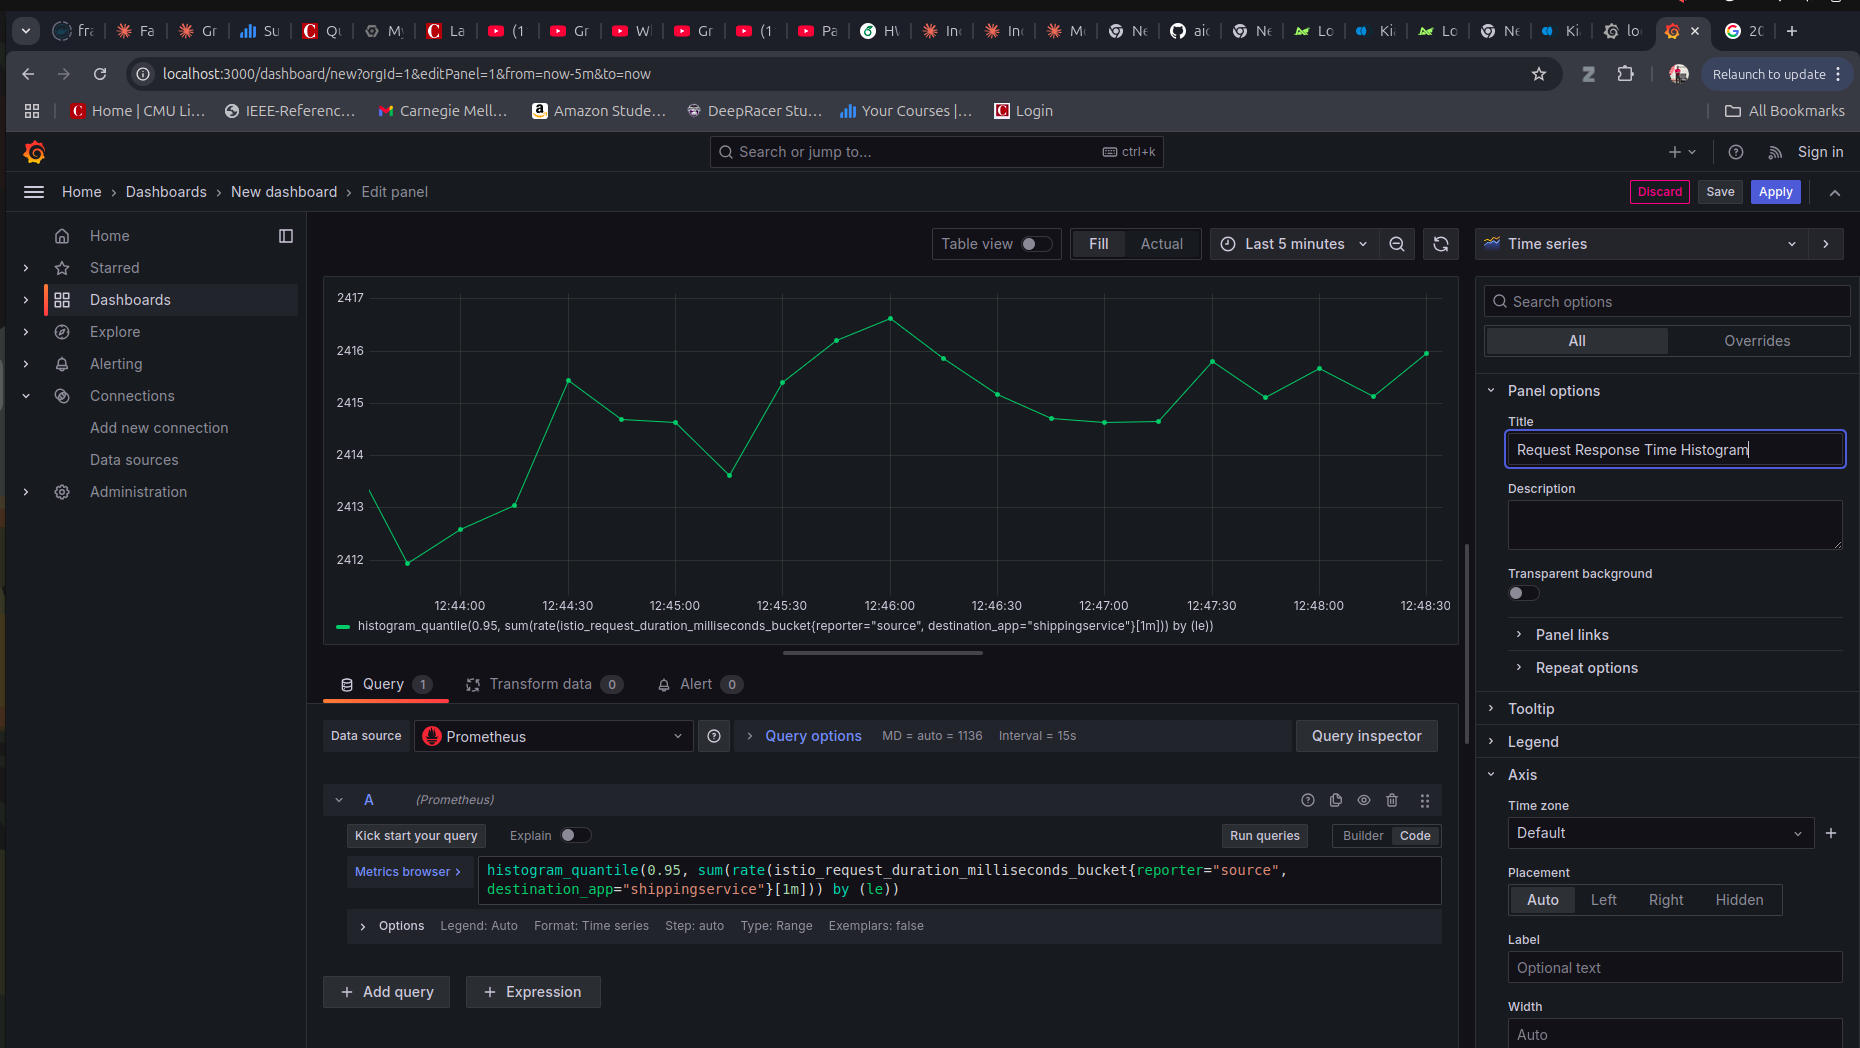 fra
Fa
Gr
Su
Qu
My
La
(1
Gr
Wl
Gr
(1
Pa
HV
In
In
Mo
Ne
aic
Ne
Lo
Ki
Lo
Ne
Ki
lo
20
localhost:3000/dashboard/new?orgId=1&editPanel=1&from=now-5m&to=now
Relaunch to update
Home | CMU Li...
IEEE-Referenc...
Carnegie Mell...
Amazon Stude...
DeepRacer Stu...
Your Courses |...
Login
All Bookmarks
Search or jump to...
ctrl+k
Sign in
Home › Dashboards › New dashboard › Edit panel
Discard
Save
Apply
Home
Starred
Dashboards
Explore
Alerting
Connections
Add new connection
Data sources
Administration
Table view
Fill
Actual
Last 5 minutes
2417
2416
2415
2414
2413
2412
12:44:00
12:44:30
12:45:00
12:45:30
12:46:00
12:46:30
12:47:00
12:47:30
12:48:00
12:48:30
histogram_quantile(0.95, sum(rate(istio_request_duration_milliseconds_bucket{reporter="source", destination_app="shippingservice"}[1m])) by (le))
Query 1
Transform data 0
Alert 0
Data source
Prometheus
Query options
MD = auto = 1136
Interval = 15s
Query inspector
A
(Prometheus)
Kick start your query
Explain
Run queries
Builder
Code
Metrics browser >
histogram_quantile(0.95, sum(rate(istio_request_duration_milliseconds_bucket{reporter="source",
destination_app="shippingservice"}[1m])) by (le))
Options
Legend: Auto
Format: Time series
Step: auto
Type: Range
Exemplars: false
+ Add query
+ Expression
Time series
Search options
All
Overrides
Panel options
Title
Request Response Time Histogram
Description
Transparent background
Panel links
Repeat options
Tooltip
Legend
Axis
Time zone
Default
Placement
Auto
Left
Right
Hidden
Label
Optional text
Width
Auto